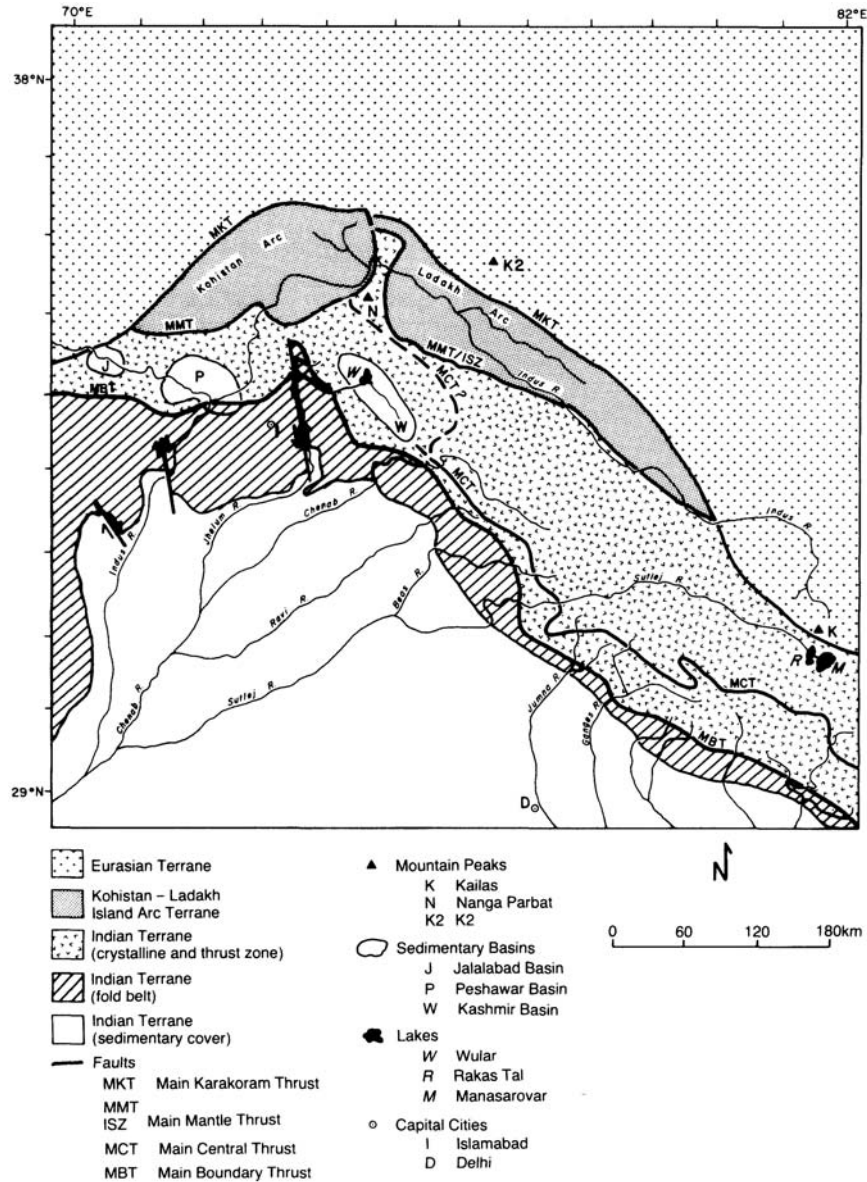 70°E
82°E
38°N
MKT
Kohistan Arc
K2
Ladakh Arc
N
MKT
MMT
MMT/ISZ
Indus R
J
P
W
MCT?
MBT
W
I
MCT
Indus R
Jhelum R
Chenab R
Indus R
Sutlej R
Ravi R
Beas R
K
R M
Chenab R
Sutlej R
Jumna R
Ganges R
MCT
MBT
29°N
D
Eurasian Terrane
Kohistan – Ladakh
Island Arc Terrane
Indian Terrane
(crystalline and thrust zone)
Indian Terrane
(fold belt)
Indian Terrane
(sedimentary cover)
Faults
MKT Main Karakoram Thrust
MMT
ISZ Main Mantle Thrust
MCT Main Central Thrust
MBT Main Boundary Thrust
Mountain Peaks
K Kailas
N Nanga Parbat
K2 K2
Sedimentary Basins
J Jalalabad Basin
P Peshawar Basin
W Kashmir Basin
Lakes
W Wular
R Rakas Tal
M Manasarovar
Capital Cities
I Islamabad
D Delhi
N
0 60 120 180km